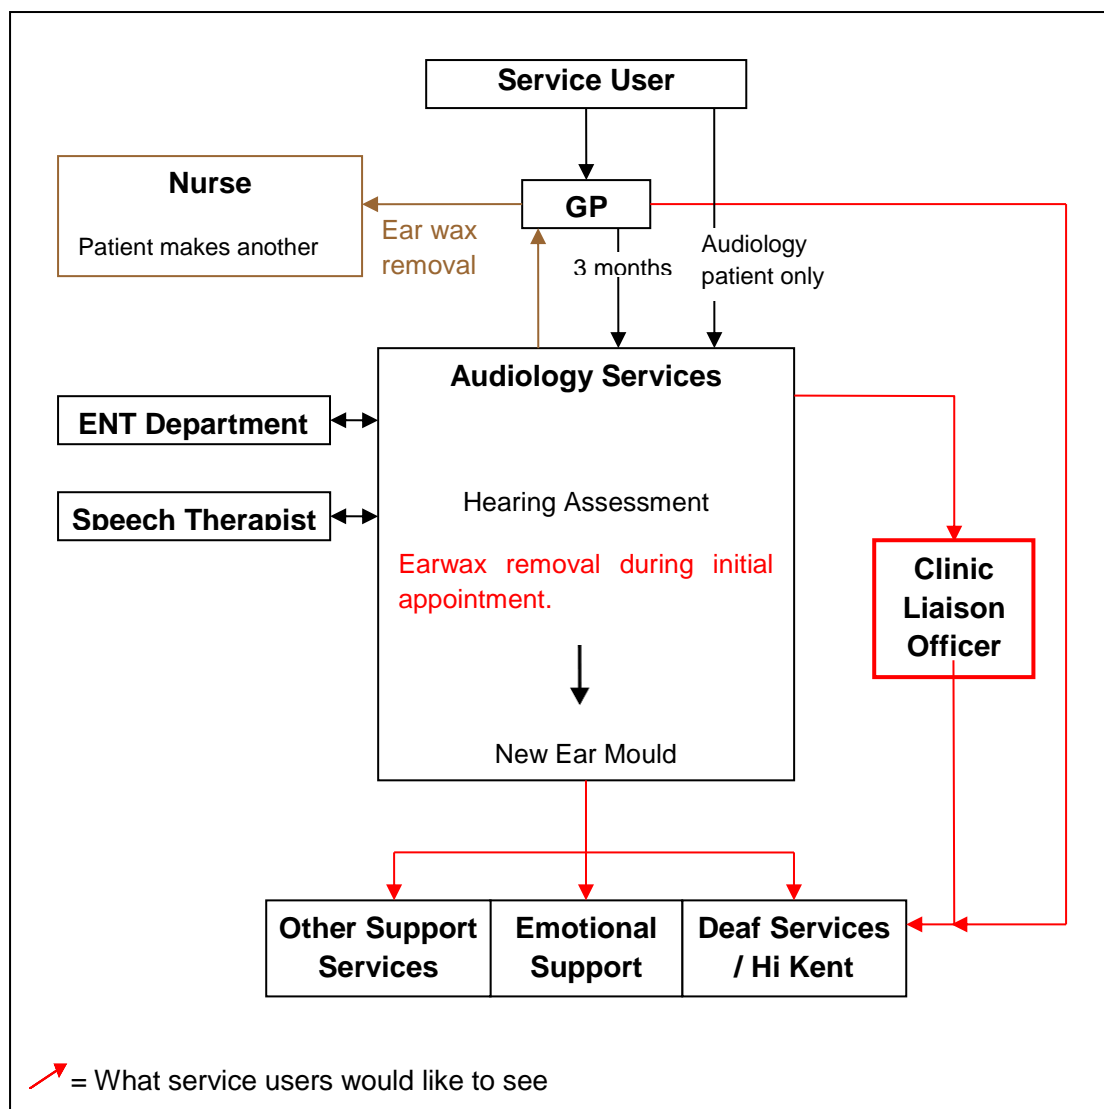 Service User
Nurse
Patient makes another
GP
Ear wax
removal
3 months
Audiology
patient only
Audiology Services
ENT Department
Speech Therapist
Hearing Assessment
Earwax removal during initial
appointment.
New Ear Mould
Clinic
Liaison
Officer
Other Support
Services
Emotional
Support
Deaf Services
/ Hi Kent
= What service users would like to see